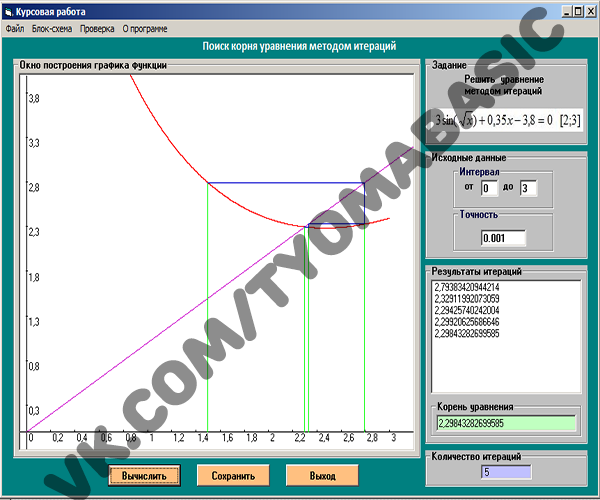 Курсовая работа
Файл Блок-схема Проверка О программе
Поиск корня уравнения методом итераций
Окно построения графика функции
3,8
3,3
2,8
2,3
1,8
1,3
0,8
0,3
0 0,2 0,4 0,6 0,8 1 1,2 1,4 1,6 1,8 2 2,2 2,4 2,6 2,8 3
Задание
Решить уравнение
методом итераций
3sin(√x)+0,35x−3,8=0 [2;3]
Исходные данные
Интервал
от 0 до 3
Точность
0.001
Результаты итераций
2,79383420944214
2,32911992073059
2,29425740242004
2,29920625686646
2,29843282699585
Корень уравнения
2,29843282699585
Количество итераций
5
Вычислить Сохранить Выход
VK.COM/TYOMABASIC